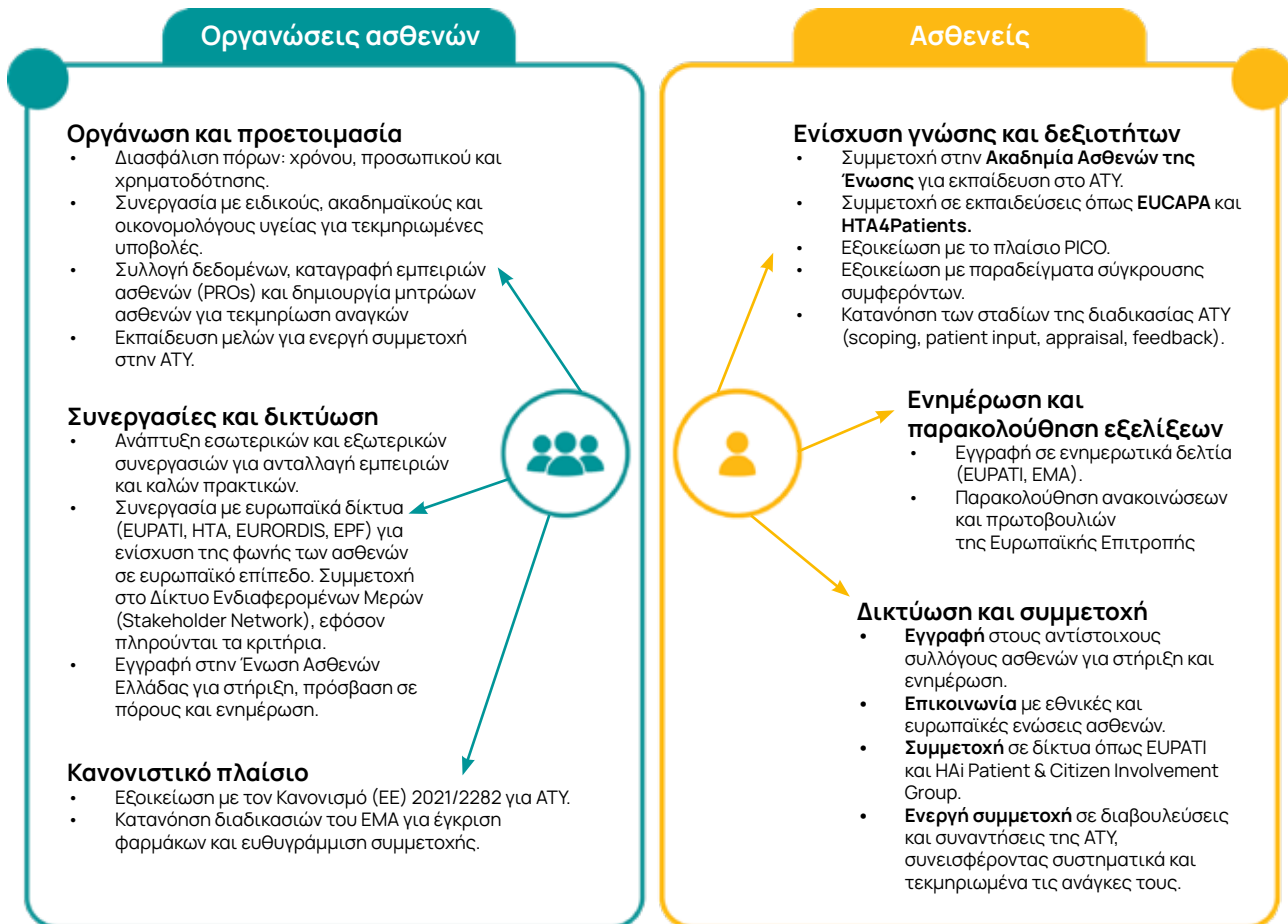 Οργανώσεις ασθενών
Οργάνωση και προετοιμασία
• Διασφάλιση πόρων: χρόνου, προσωπικού και
χρηματοδότησης.
• Συνεργασία με ειδικούς, ακαδημαϊκούς και
οικονομολόγους υγείας για τεκμηριωμένες
υποβολές.
• Συλλογή δεδομένων, καταγραφή εμπειριών
ασθενών (PROs) και δημιουργία μητρώων
ασθενών για τεκμηρίωση αναγκών
• Εκπαίδευση μελών για ενεργή συμμετοχή
στην ΑΤΥ.
Συνεργασίες και δικτύωση
• Ανάπτυξη εσωτερικών και εξωτερικών
συνεργασιών για ανταλλαγή εμπειριών
και καλών πρακτικών.
• Συνεργασία με ευρωπαϊκά δίκτυα
(EUPATI, HTA, EURORDIS, EPF) για
ενίσχυση της φωνής των ασθενών
σε ευρωπαϊκό επίπεδο. Συμμετοχή
στο Δίκτυο Ενδιαφερομένων Μερών
(Stakeholder Network), εφόσον
πληρούνται τα κριτήρια.
• Εγγραφή στην Ένωση Ασθενών
Ελλάδας για στήριξη, πρόσβαση σε
πόρους και ενημέρωση.
Κανονιστικό πλαίσιο
• Εξοικείωση με τον Κανονισμό (ΕΕ) 2021/2282 για ΑΤΥ.
• Κατανόηση διαδικασιών του EMA για έγκριση
φαρμάκων και ευθυγράμμιση συμμετοχής.
Ασθενείς
Ενίσχυση γνώσης και δεξιοτήτων
• Συμμετοχή στην Ακαδημία Ασθενών της
Ένωσης για εκπαίδευση στο ΑΤΥ.
• Συμμετοχή σε εκπαιδεύσεις όπως EUCAPA και
HTA4Patients.
• Εξοικείωση με το πλαίσιο PICO.
• Εξοικείωση με παραδείγματα σύγκρουσης
συμφερόντων.
• Κατανόηση των σταδίων της διαδικασίας ΑΤΥ
(scoping, patient input, appraisal, feedback).
Ενημέρωση και
παρακολούθηση εξελίξεων
• Εγγραφή σε ενημερωτικά δελτία
(EUPATI, EMA).
• Παρακολούθηση ανακοινώσεων
και πρωτοβουλιών
της Ευρωπαϊκής Επιτροπής
Δικτύωση και συμμετοχή
• Εγγραφή στους αντίστοιχους
συλλόγους ασθενών για στήριξη και
ενημέρωση.
• Επικοινωνία με εθνικές και
ευρωπαϊκές ενώσεις ασθενών.
• Συμμετοχή σε δίκτυα όπως EUPATI
και HAi Patient & Citizen Involvement
Group.
• Ενεργή συμμετοχή σε διαβουλεύσεις
και συναντήσεις της ΑΤΥ,
συνεισφέροντας συστηματικά και
τεκμηριωμένα τις ανάγκες τους.